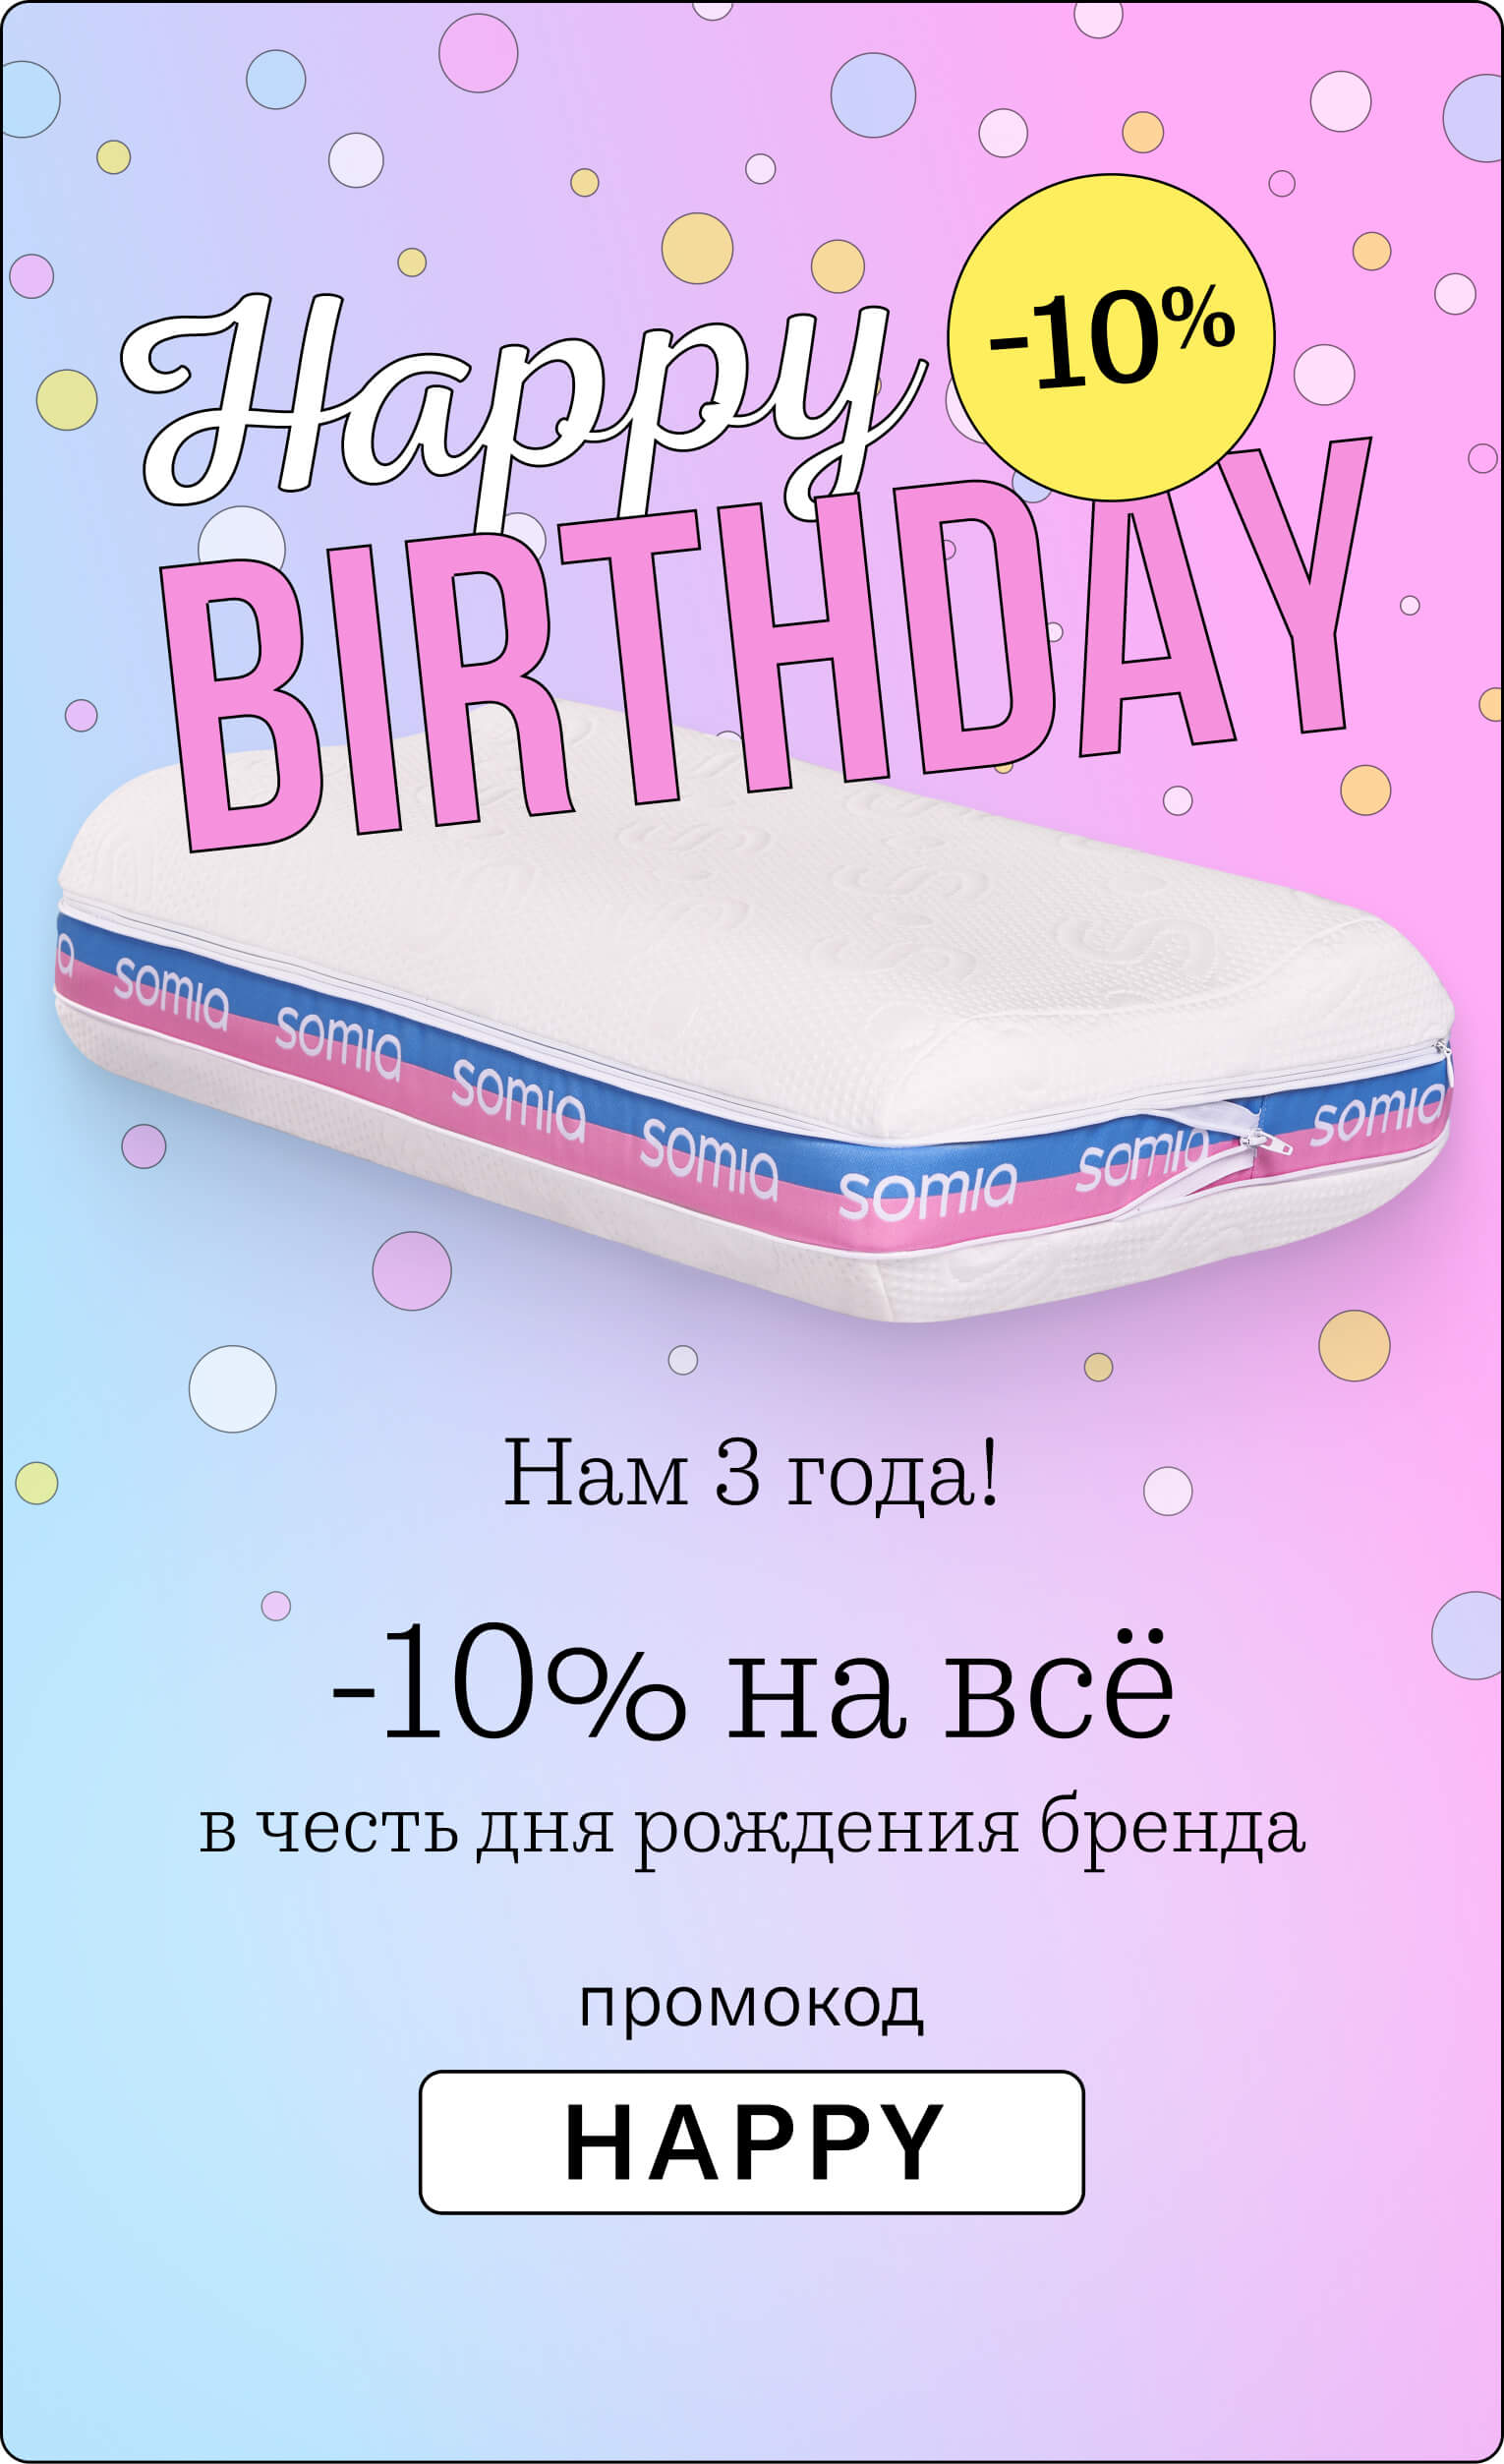 Happy
-10%
BIRTHDAY
somia somia somia somia somia somia somia
Нам 3 года!
-10% на всё
в честь дня рождения бренда
промокод
HAPPY